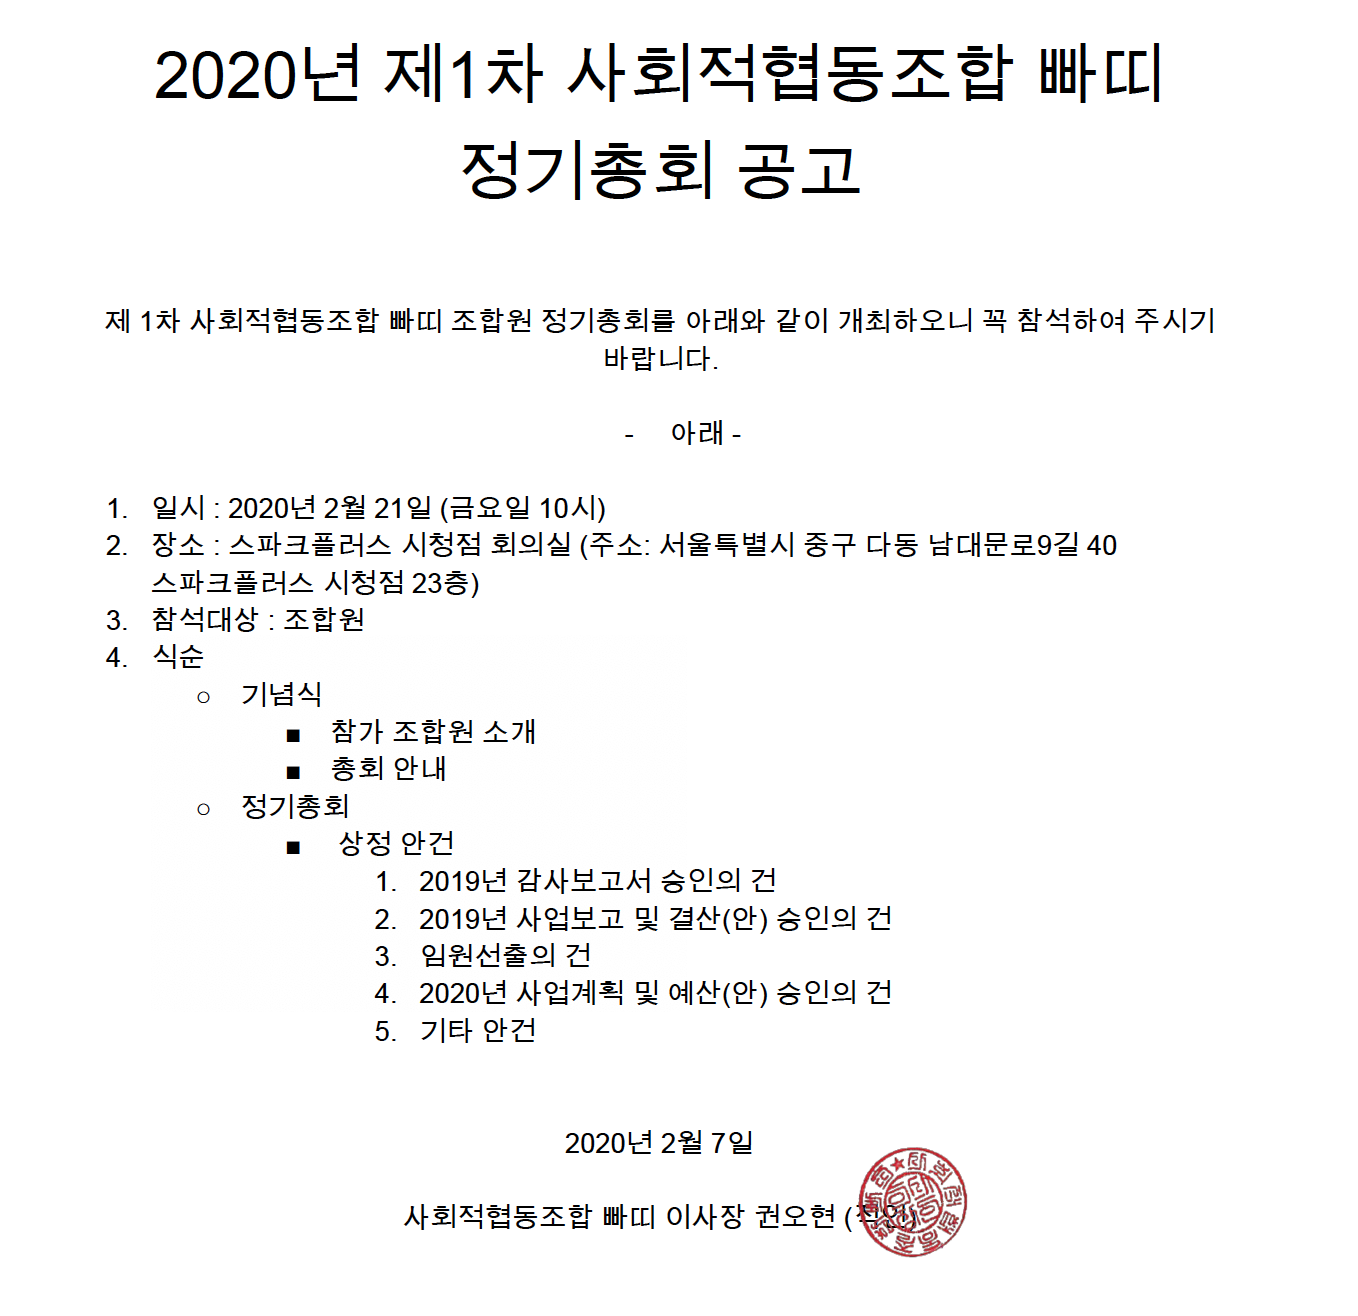 2020년 제1차 사회적협동조합 빠띠
정기총회 공고
제 1차 사회적협동조합 빠띠 조합원 정기총회를 아래와 같이 개최하오니 꼭 참석하여 주시기
바랍니다.
- 아래 -
1. 일시 : 2020년 2월 21일 (금요일 10시)
2. 장소 : 스파크플러스 시청점 회의실 (주소: 서울특별시 중구 다동 남대문로9길 40
스파크플러스 시청점 23층)
3. 참석대상 : 조합원
4. 식순
○ 기념식
■ 참가 조합원 소개
■ 총회 안내
○ 정기총회
■ 상정 안건
1. 2019년 감사보고서 승인의 건
2. 2019년 사업보고 및 결산(안) 승인의 건
3. 임원선출의 건
4. 2020년 사업계획 및 예산(안) 승인의 건
5. 기타 안건
2020년 2월 7일
사회적협동조합 빠띠 이사장 권오현 (직인)